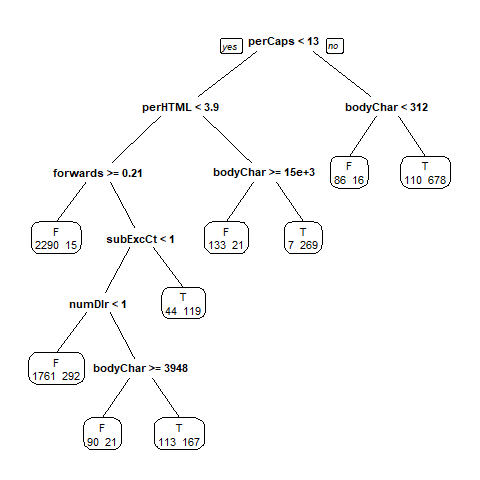 yes perCaps < 13 no
perHTML < 3.9 bodyChar < 312
forwards >= 0.21 bodyChar >= 15e+3 F T
86 16 110 678
F subExcCt < 1 F T
2290 15 133 21 7 269
numDlr < 1 T
44 119
F bodyChar >= 3948
1761 292
F T
90 21 113 167